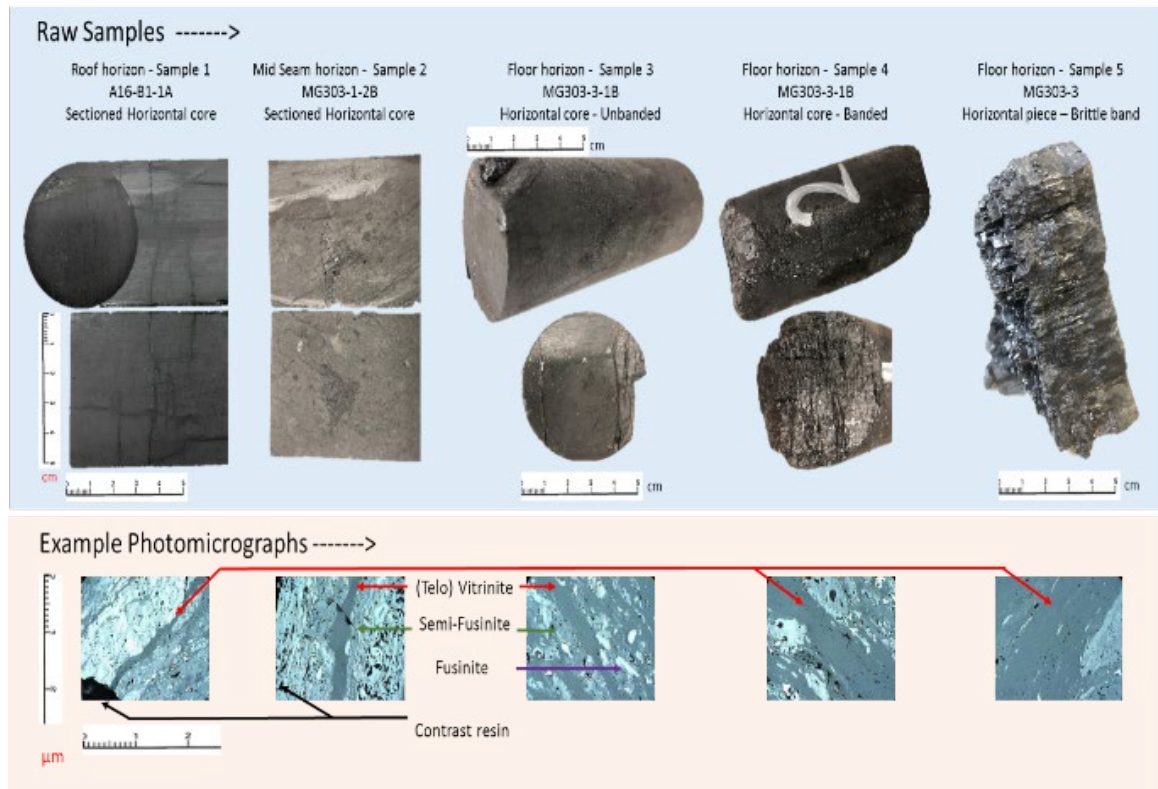 Raw Samples ------->
Roof horizon - Sample 1
A16-B1-1A
Sectioned Horizontal core
Mid Seam horizon - Sample 2
MG303-1-2B
Sectioned Horizontal core
Floor horizon - Sample 3
MG303-3-1B
Horizontal core - Unbanded
Floor horizon - Sample 4
MG303-3-1B
Horizontal core - Banded
Floor horizon - Sample 5
MG303-3
Horizontal piece – Brittle band
cm
cm
cm
cm
Example Photomicrographs ------->
(Telo) Vitrinite
Semi-Fusinite
Fusinite
Contrast resin
µm